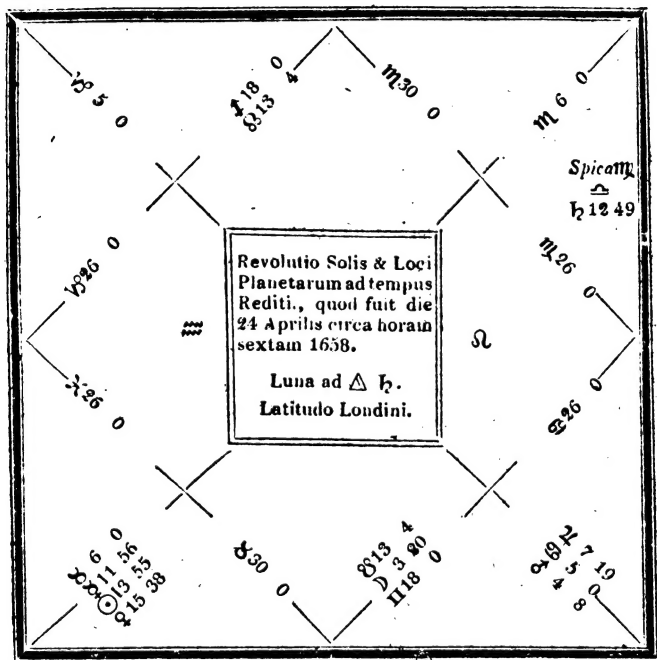 ♑ 5 0
♐ 18 0
☊ 13 4
♏ 30 0
♏ 6 0
Spica ♍
♎
♄ 12 49
♑ 26 0
♍ 26 0
♒
Revolutio Solis & Loci
Planetarum ad tempus
Rediti., quod fuit die
24 Aprilis circa horam
sextam 1658.
Luna ad △ ♄.
Latitudo Londini.
♌
♓ 26 0
♋ 26 0
♉ 6 0
11 56
☉ 13 55
♀ 15 38
♉ 30 0
☋ 13 4
☽ 3 20
♊ 18 0
♃ 7 19
♋ 5 0
♂ 4 8